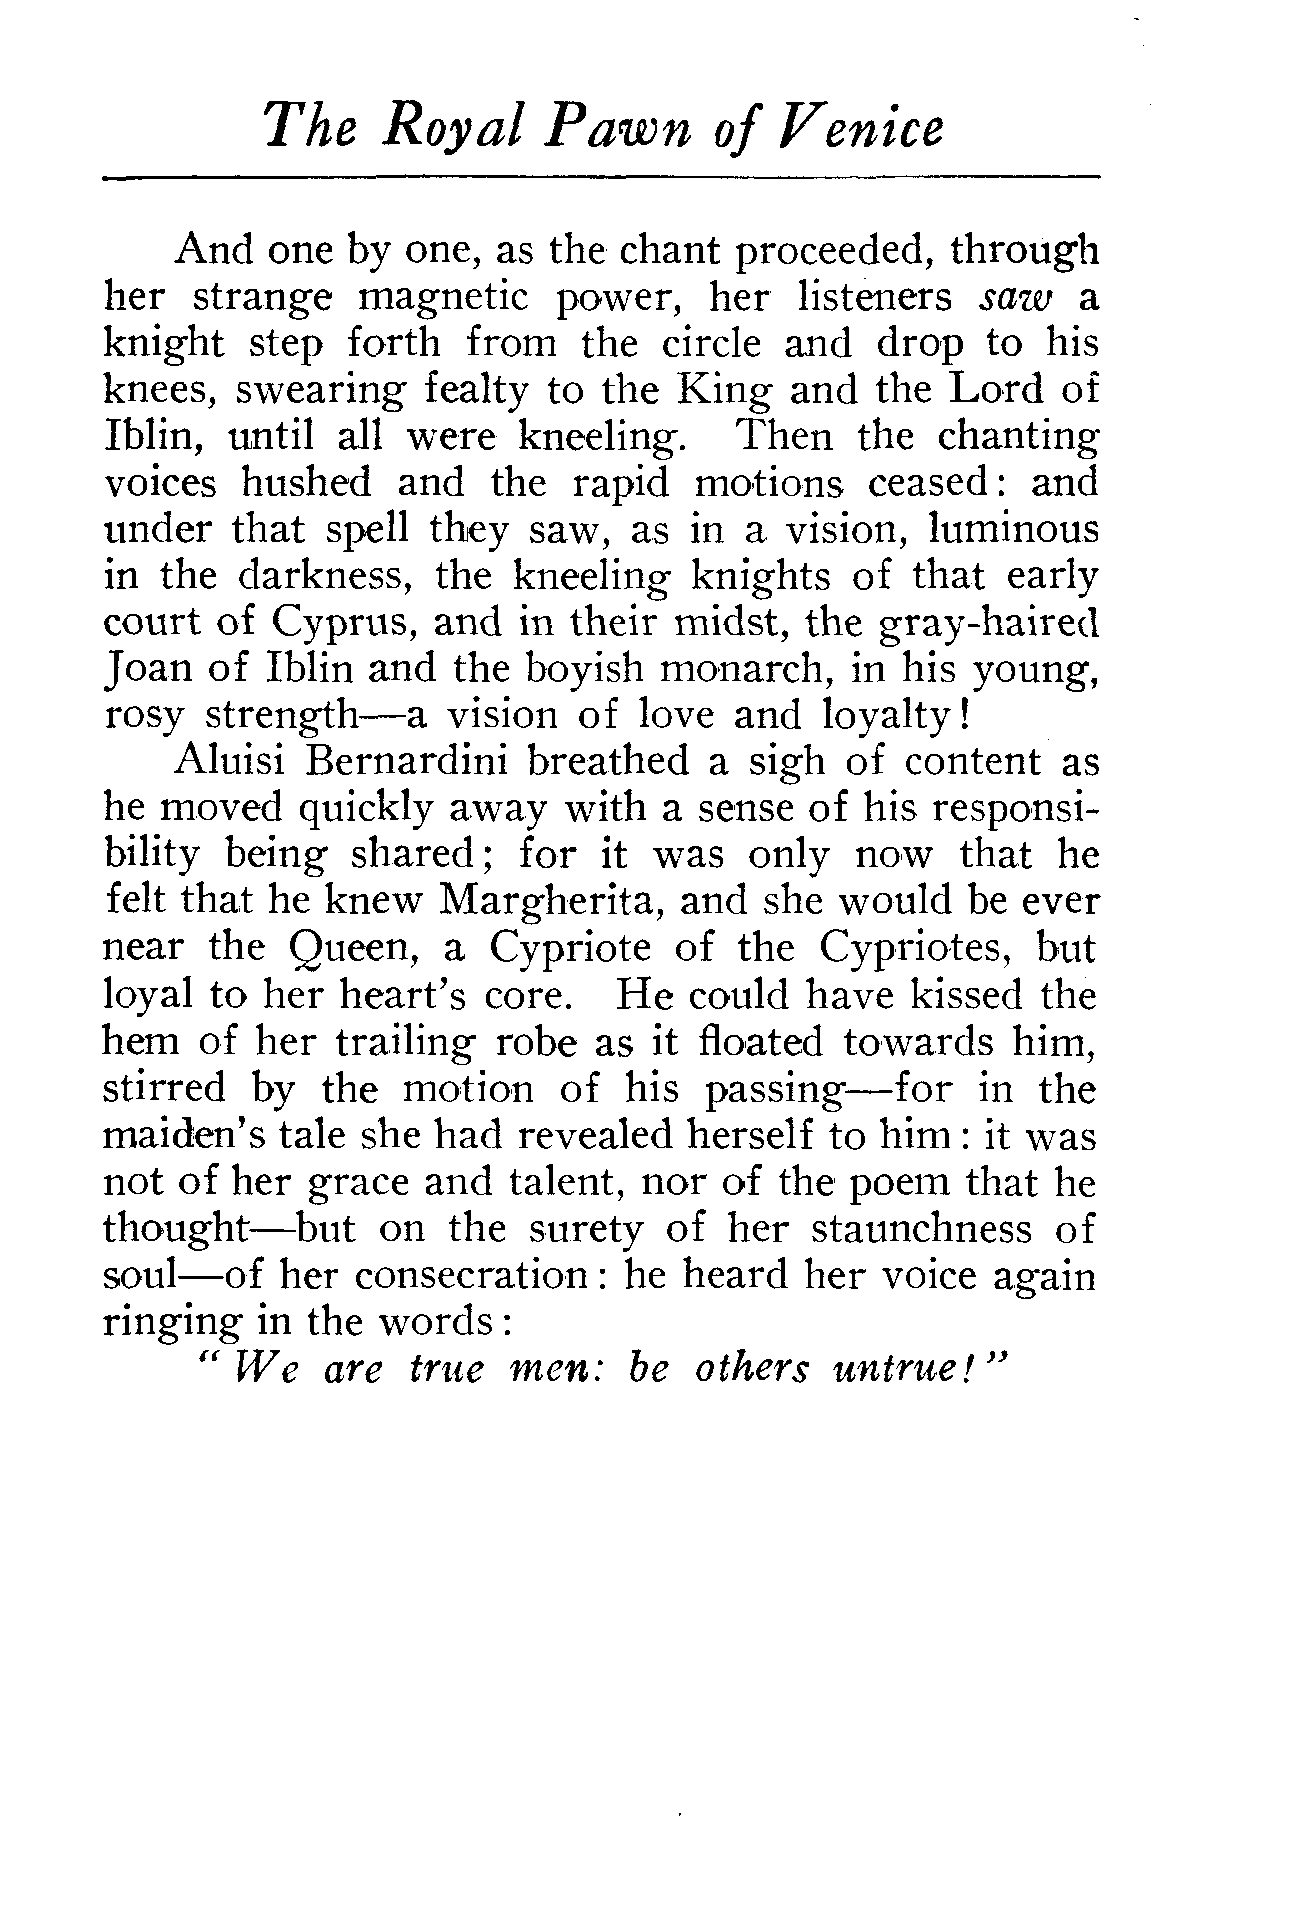 The Royal Pawn of Venice
And one by one, as the chant proceeded, through
her strange magnetic power, her listeners saw a
knight step forth from the circle and drop to his
knees, swearing fealty to the King and the Lord of
Iblin, until all were kneeling. Then the chanting
voices hushed and the rapid motions ceased: and
under that spell they saw, as in a vision, luminous
in the darkness, the kneeling knights of that early
court of Cyprus, and in their midst, the gray-haired
Joan of Iblin and the boyish monarch, in his young,
rosy strength—a vision of love and loyalty!
Aluisi Bernardini breathed a sigh of content as
he moved quickly away with a sense of his responsi-
bility being shared; for it was only now that he
felt that he knew Margherita, and she would be ever
near the Queen, a Cypriote of the Cypriotes, but
loyal to her heart's core. He could have kissed the
hem of her trailing robe as it floated towards him,
stirred by the motion of his passing—for in the
maiden's tale she had revealed herself to him: it was
not of her grace and talent, nor of the poem that he
thought—but on the surety of her staunchness of
soul—of her consecration: he heard her voice again
ringing in the words:
"We are true men: be others untrue!"